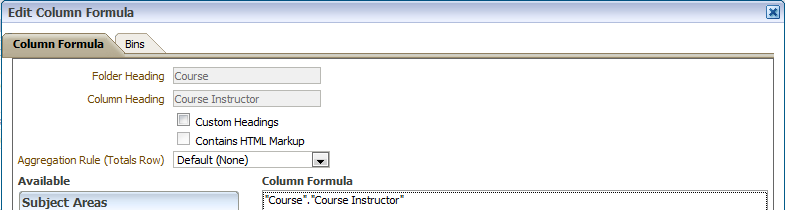 Edit Column Formula
Column Formula Bins
Folder Heading Course
Column Heading Course Instructor
Custom Headings
Contains HTML Markup
Aggregation Rule (Totals Row) Default (None)
Available Column Formula
Subject Areas "Course"."Course Instructor"